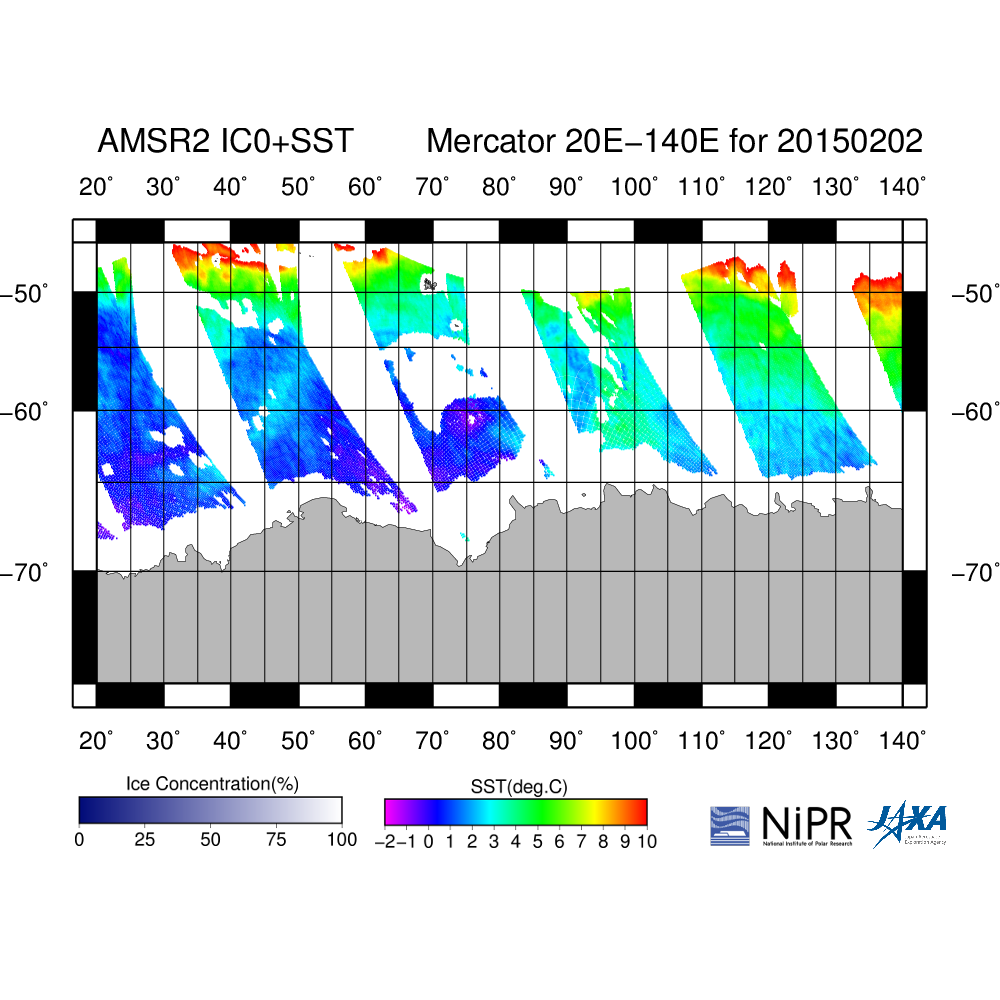 AMSR2 IC0+SST Mercator 20E−140E for 20150202
20° 30° 40° 50° 60° 70° 80° 90° 100° 110° 120° 130° 140°
−50° −50°
−60° −60°
−70° −70°
20° 30° 40° 50° 60° 70° 80° 90° 100° 110° 120° 130° 140°
Ice Concentration(%)
0 25 50 75 100
SST(deg.C)
−2 −1 0 1 2 3 4 5 6 7 8 9 10
NiPR
National Institute of Polar Research
JAXA
Exploration Agency